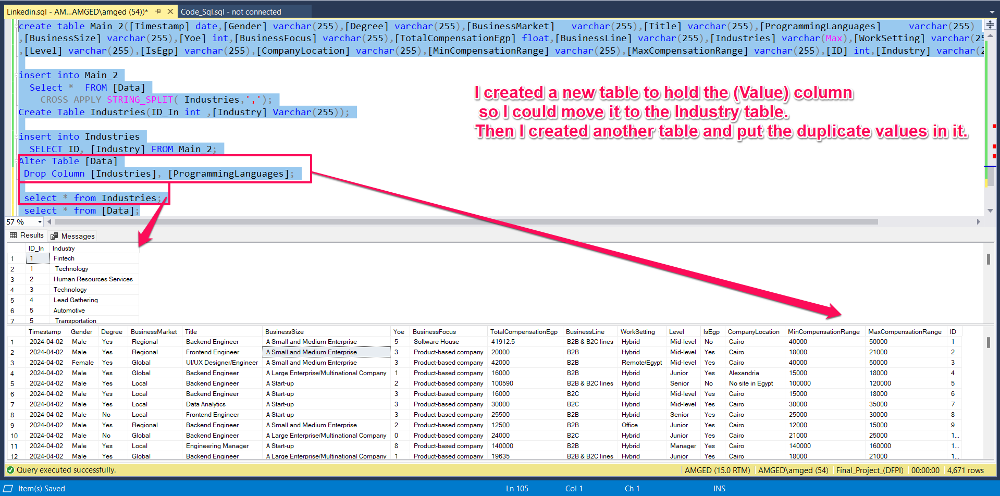 Linkedin.sql - AM...AMGED\amged (54))*
Code_Sql.sql - not connected
create table Main_2([Timestamp] date,[Gender] varchar(255),[Degree] varchar(255),[BusinessMarket] varchar(255),[Title] varchar(255),[ProgrammingLanguages] varchar(255)
,[BusinessSize] varchar(255),[Yoe] int,[BusinessFocus] varchar(255),[TotalCompensationEgp] float,[BusinessLine] varchar(255),[Industries] varchar(Max),[WorkSetting] varchar(25
,[Level] varchar(255),[IsEgp] varchar(255),[CompanyLocation] varchar(255),[MinCompensationRange] varchar(255),[MaxCompensationRange] varchar(255),[ID] int,[Industry] varchar(2
insert into Main_2
Select * FROM [Data]
CROSS APPLY STRING_SPLIT( Industries,',');
Create Table Industries(ID_In int ,[Industry] Varchar(255));
insert into Industries
SELECT ID, [Industry] FROM Main_2;
Alter Table [Data]
Drop Column [Industries], [ProgrammingLanguages];
select * from Industries;
select * from [Data];
I created a new table to hold the (Value) column
so I could move it to the Industry table.
Then I created another table and put the duplicate values in it.
57 %
Results Messages
ID_In Industry
1 1 Fintech
2 1 Technology
3 2 Human Resources Services
4 3 Technology
5 4 Lead Gathering
6 5 Automotive
7 5 Transportation
Timestamp Gender Degree BusinessMarket Title BusinessSize Yoe BusinessFocus TotalCompensationEgp BusinessLine WorkSetting Level IsEgp CompanyLocation MinCompensationRange MaxCompensationRange ID
1 2024-04-02 Male Yes Regional Backend Engineer A Small and Medium Enterprise 5 Software House 41912.5 B2B & B2C lines Hybrid Mid-level No Cairo 40000 50000 1
2 2024-04-02 Male Yes Regional Frontend Engineer A Small and Medium Enterprise 3 Product-based company 20000 B2B Hybrid Mid-level Yes Cairo 18000 21000 2
3 2024-04-02 Female Yes Global UI/UX Designer/Engineer A Small and Medium Enterprise 3 Product-based company 42000 B2B Remote/Egypt Mid-level Yes Cairo 40000 50000 3
4 2024-04-02 Male Yes Global Backend Engineer A Large Enterprise/Multinational Company 1 Product-based company 16000 B2B Hybrid Junior Yes Alexandria 15000 18000 4
5 2024-04-02 Male Yes Local Backend Engineer A Start-up 2 Product-based company 100590 B2B & B2C lines Hybrid Senior No No site in Egypt 100000 120000 5
6 2024-04-02 Male Yes Local Backend Engineer A Start-up 3 Product-based company 16000 B2C Hybrid Mid-level Yes Cairo 15000 18000 6
7 2024-04-02 Male Yes Local Data Analytics A Start-up 3 Product-based company 30000 B2C Hybrid Mid-level Yes Cairo 30000 35000 7
8 2024-04-02 Male No Local Frontend Engineer A Start-up 3 Product-based company 25500 B2B Hybrid Senior Yes Cairo 25000 30000 8
9 2024-04-02 Male Yes Regional Backend Engineer A Small and Medium Enterprise 2 Product-based company 12500 B2B Office Junior Yes Cairo 12000 15000 9
10 2024-04-02 Male No Global Backend Engineer A Large Enterprise/Multinational Company 0 Product-based company 24000 B2C Hybrid Junior Yes Cairo 21000 25000 1...
11 2024-04-02 Male Yes Local Engineering Manager A Start-up 8 Product-based company 140000 B2B Hybrid Manager Yes Cairo 140000 160000 1...
12 2024-04-02 Male Yes Global Backend Engineer A Large Enterprise/Multinational Company 1 Product-based company 19635 B2B & B2C lines Hybrid Junior Yes Cairo 18000 21000 1...
Query executed successfully. AMGED (15.0 RTM) AMGED\amged (54) Final_Project_(DFPI) 00:00:00 4,671 rows
Item(s) Saved Ln 105 Col 1 Ch 1 INS